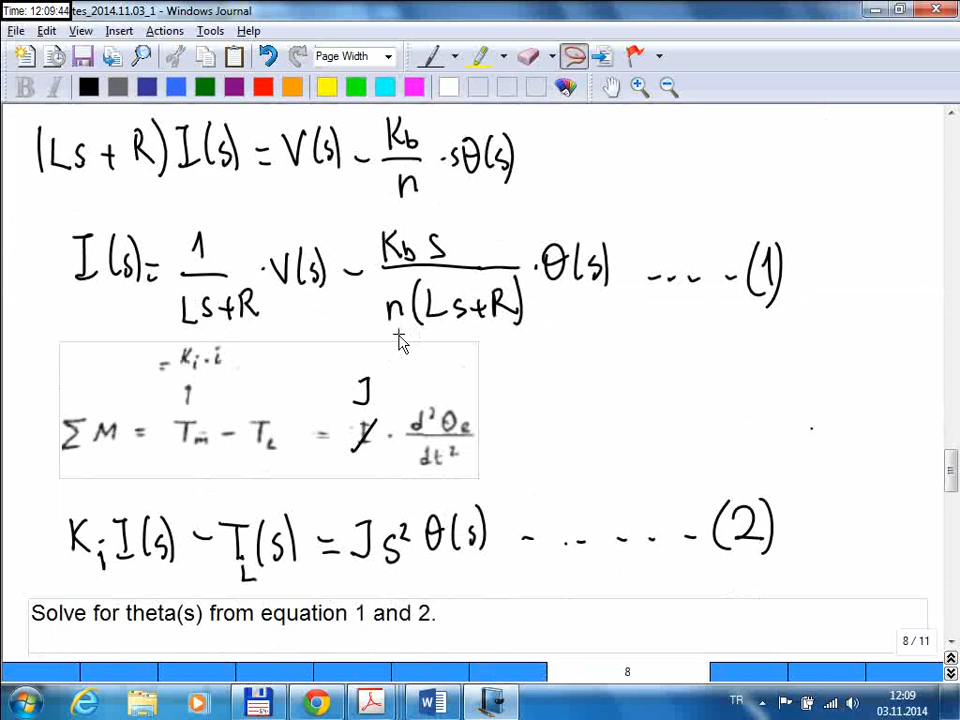 Time: 12:09:44
tes_2014.11.03_1 - Windows Journal
File Edit View Insert Actions Tools Help
Page Width
B I
(Ls + R) I(s) = V(s) - Kb/n · sθ(s)
I(s) = 1/(Ls+R) · V(s) - Kb s/(n(Ls+R)) · θ(s) ---- - (1)
= Ki · i
↑
J
∑ M = Tm - TL = I · d²θe/dt²
Ki I(s) - TL(s) = J s² θ(s) - .. - - - - (2)
Solve for theta(s) from equation 1 and 2.
8 / 11
8
TR
12:09
03.11.2014